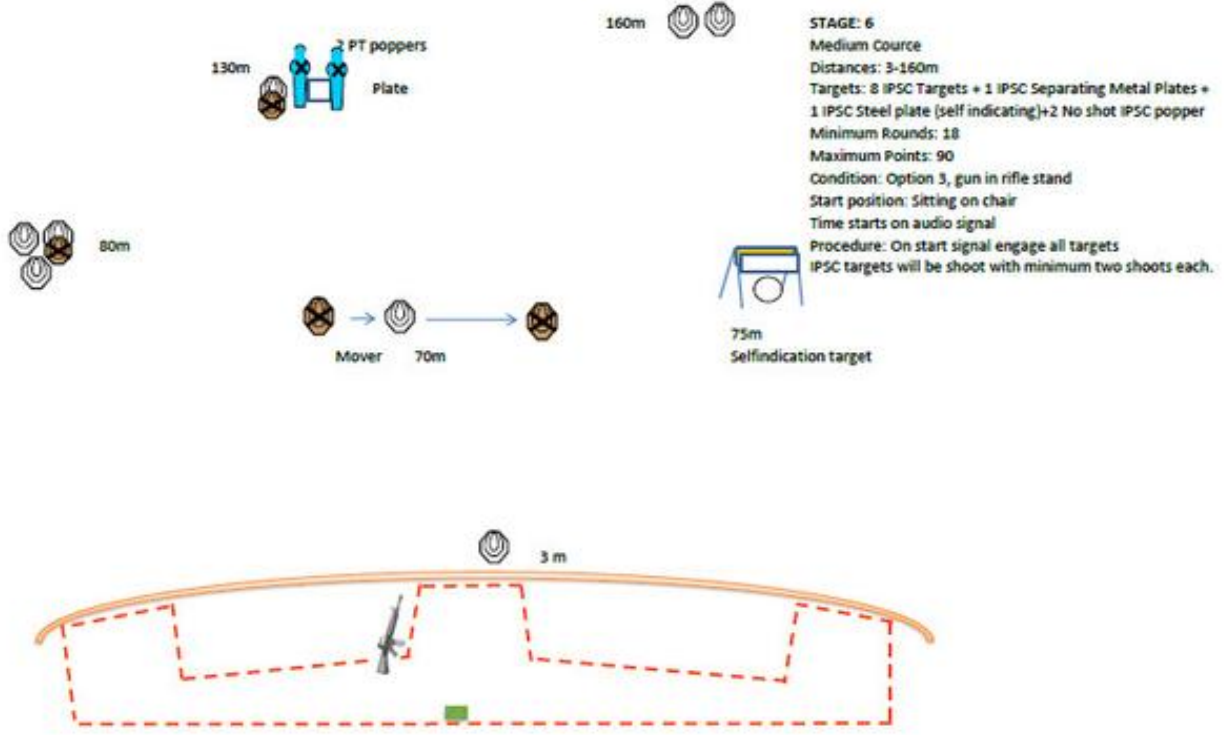 160m
2 PT poppers
130m
Plate
80m
Mover 70m
75m
Selfindication target
3 m
STAGE: 6
Medium Cource
Distances: 3-160m
Targets: 8 IPSC Targets + 1 IPSC Separating Metal Plates +
1 IPSC Steel plate (self indicating)+2 No shot IPSC popper
Minimum Rounds: 18
Maximum Points: 90
Condition: Option 3, gun in rifle stand
Start position: Sitting on chair
Time starts on audio signal
Procedure: On start signal engage all targets
IPSC targets will be shoot with minimum two shoots each.